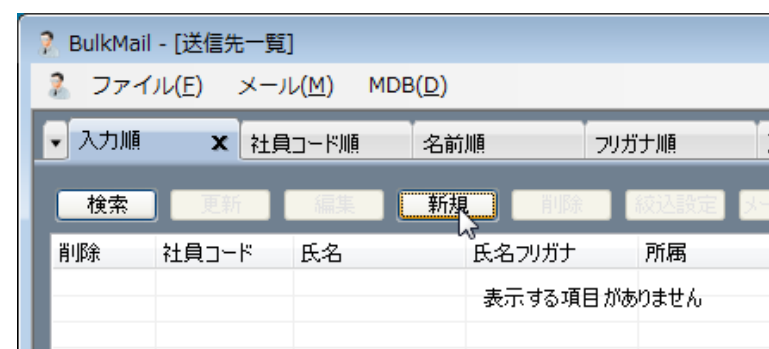 BulkMail - [送信先一覧]
ファイル(F) メール(M) MDB(D)
入力順 社員コード順 名前順 フリガナ順
検索 更新 編集 新規 削除 絞込設定 メー
削除 社員コード 氏名 氏名フリガナ 所属
表示する項目がありません